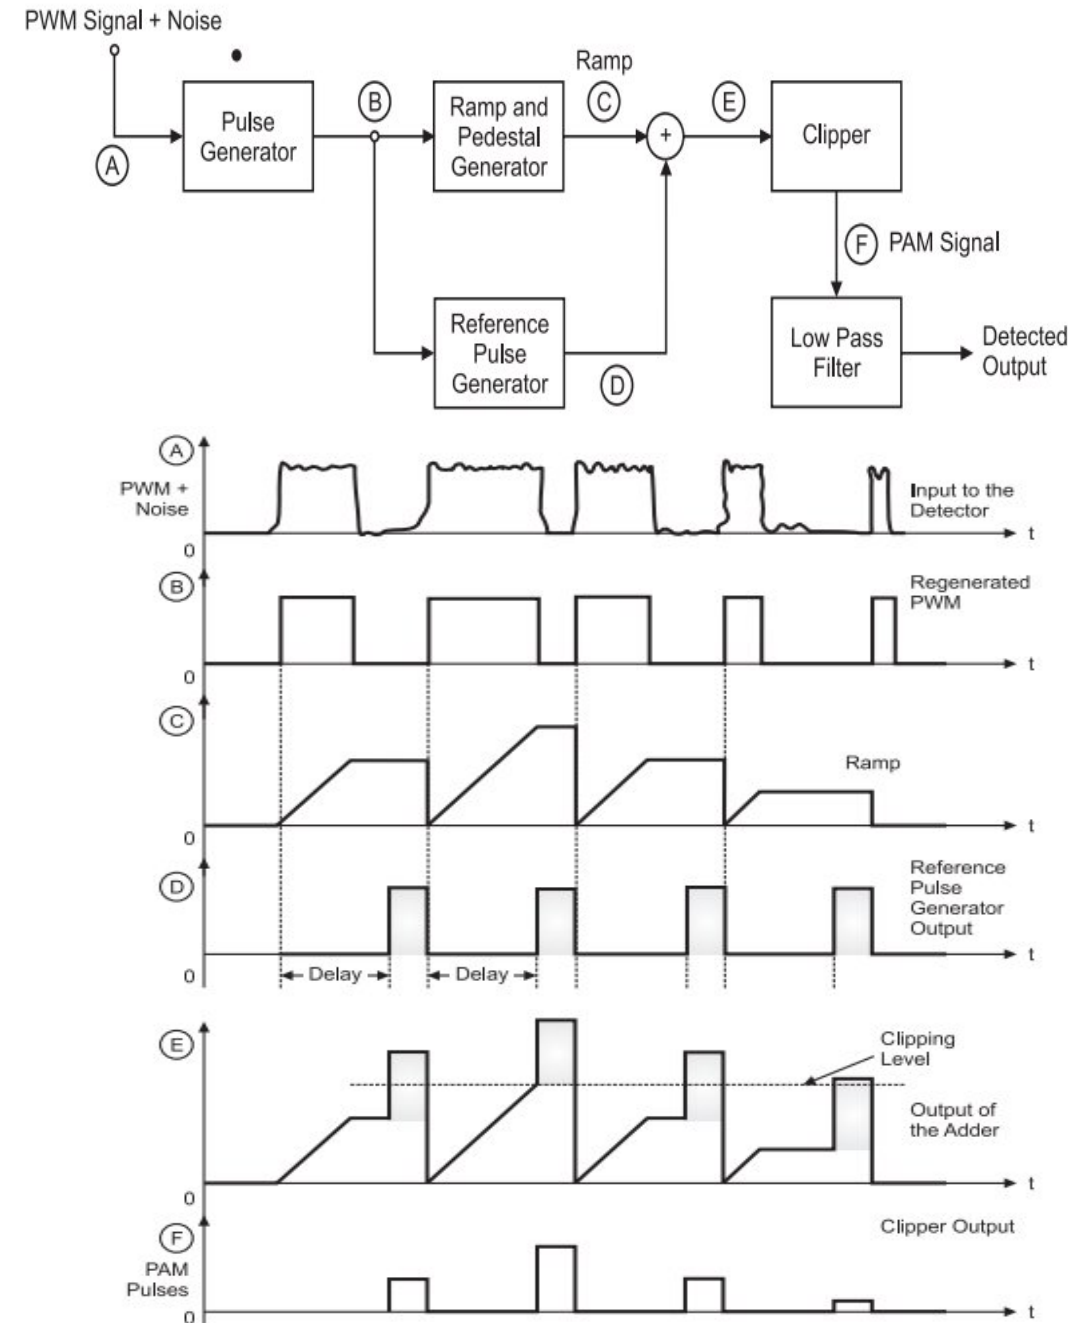 PWM Signal + Noise
A
Pulse
Generator
B
Ramp and
Pedestal
Generator
Ramp
C
+
E
Clipper
F
PAM Signal
Reference
Pulse
Generator
D
Low Pass
Filter
Detected
Output
A
PWM +
Noise
0
Input to the
Detector
t
B
0
Regenerated
PWM
t
C
0
Ramp
t
D
0
Delay
Delay
Reference
Pulse
Generator
Output
t
E
0
Clipping
Level
Output of
the Adder
t
F
PAM
Pulses
0
Clipper Output
t